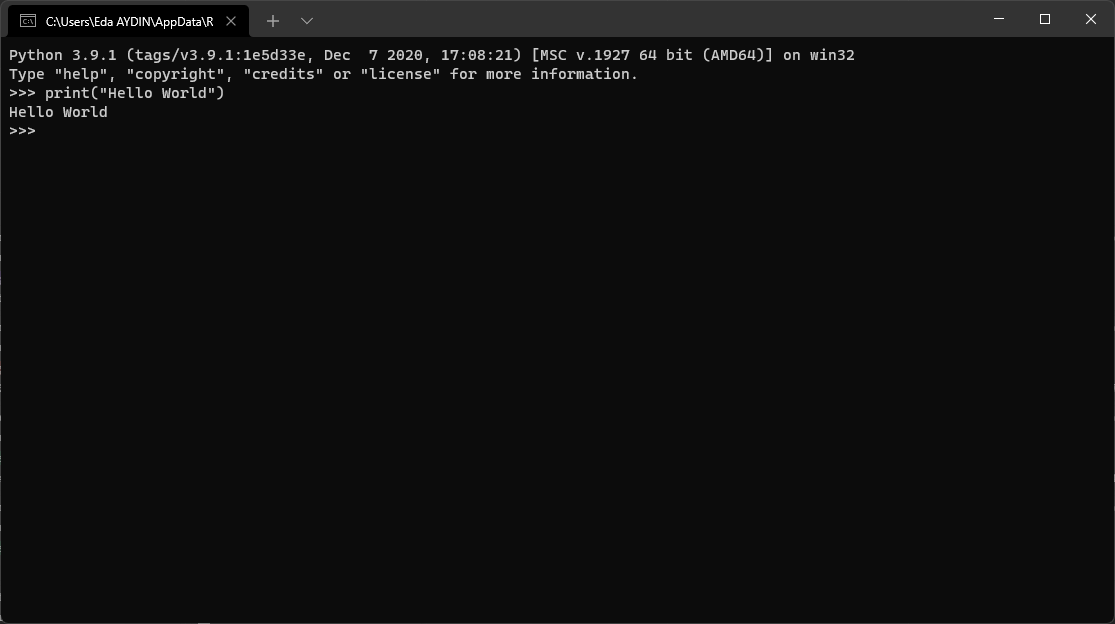 C:\Users\Eda AYDIN\AppData\R
Python 3.9.1 (tags/v3.9.1:1e5d33e, Dec  7 2020, 17:08:21) [MSC v.1927 64 bit (AMD64)] on win32
Type "help", "copyright", "credits" or "license" for more information.
>>> print("Hello World")
Hello World
>>>